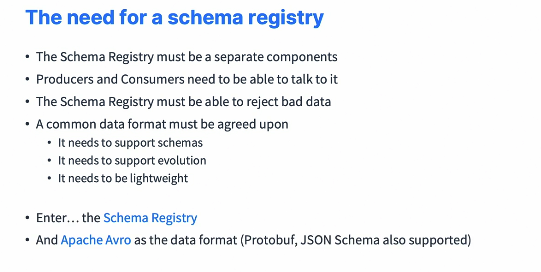 The need for a schema registry
• The Schema Registry must be a separate components
• Producers and Consumers need to be able to talk to it
• The Schema Registry must be able to reject bad data
• A common data format must be agreed upon
• It needs to support schemas
• It needs to support evolution
• It needs to be lightweight
• Enter… the Schema Registry
• And Apache Avro as the data format (Protobuf, JSON Schema also supported)